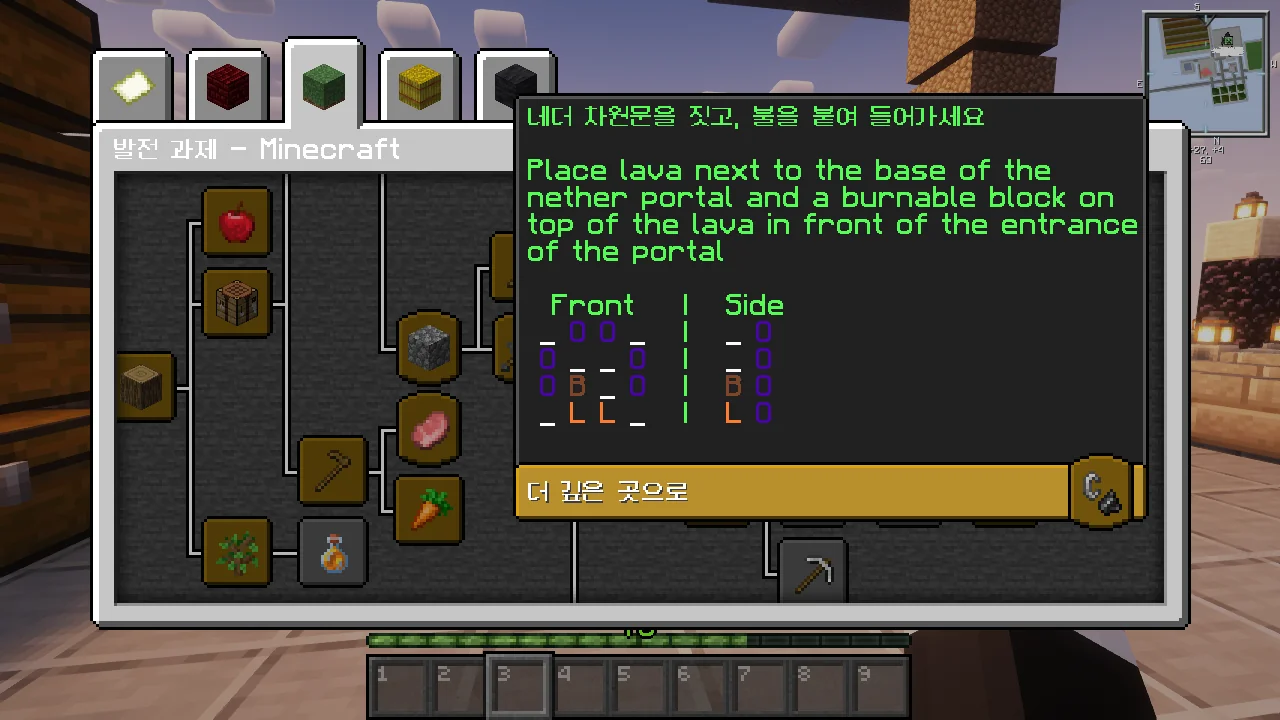 네더 차원문을 짓고, 불을 붙여 들어가세요
발전 과제 - Minecraft
Place lava next to the base of the
nether portal and a burnable block on
top of the lava in front of the entrance
of the portal
Front | Side
_ O O _ | _ O
O _ _ O | _ O
O B _ O | B O
_ L L _ | L O
더 깊은 곳으로
1 2 3 4 5 6 7 8 9
S
E
W
N
63